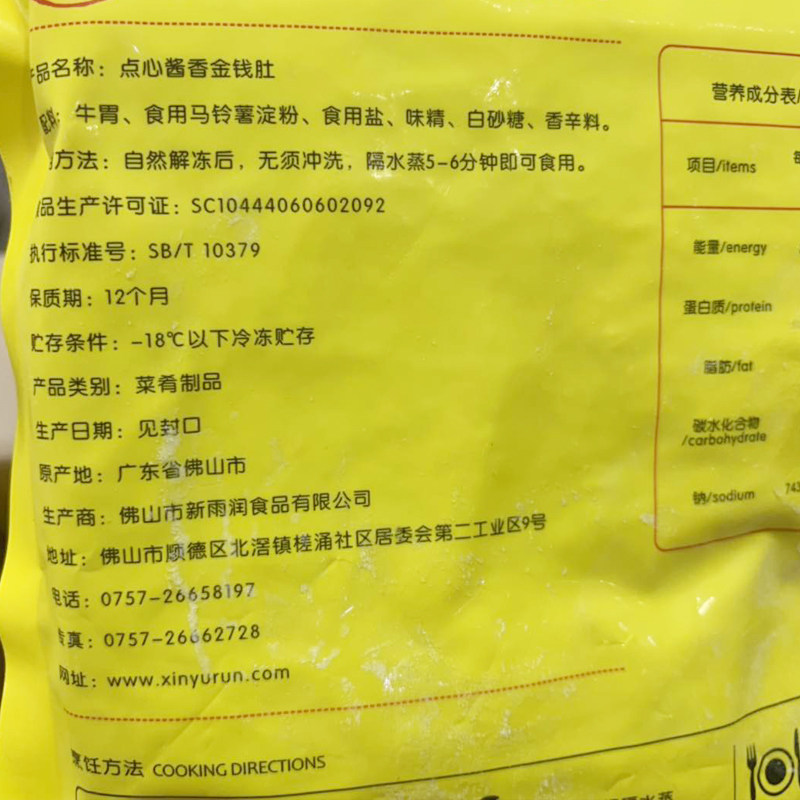 产品名称：点心酱香金钱肚
配料：牛胃、食用马铃薯淀粉、食用盐、味精、白砂糖、香辛料。
方法：自然解冻后，无须冲洗，隔水蒸5-6分钟即可食用。
品生产许可证：SC10444060602092
执行标准号：SB/T 10379
保质期：12个月
贮存条件：-18℃以下冷冻贮存
产品类别：菜肴制品
生产日期：见封口
原产地：广东省佛山市
生产商：佛山市新雨润食品有限公司
地址：佛山市顺德区北滘镇槎涌社区居委会第二工业区9号
电话：0757-26658197
传真：0757-26662728
网址：www.xinyurun.com
烹饪方法 COOKING DIRECTIONS
隔水蒸
营养成分表/
项目/items
能量/energy
蛋白质/protein
脂肪/fat
碳水化合物
/carbohydrate
钠/sodium 743